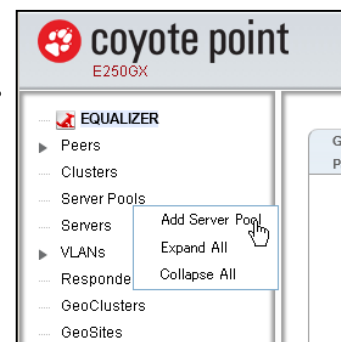 coyote point
E250GX
EQUALIZER
Peers
Clusters
Server Pools
Servers
VLANs
Responde
GeoClusters
GeoSites
Add Server Pool
Expand All
Collapse All
G
P